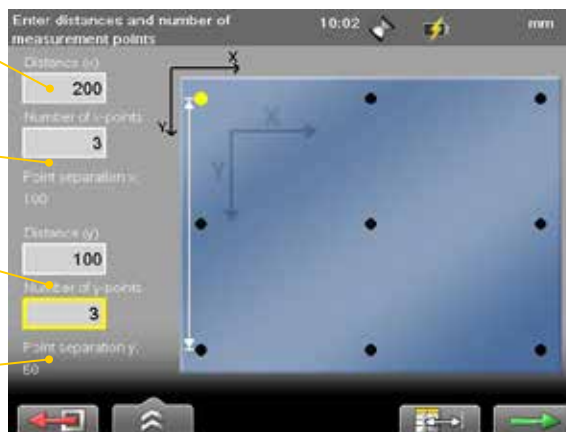 Enter distances and number of
measurement points
10:02
mm
Distance (x)
200
Number of x-points
3
Point separation x:
100
Distance (y)
100
Number of y-points
3
Point separation y:
50
X
Y
X
Y